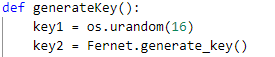 def generateKey():
    key1 = os.urandom(16)
    key2 = Fernet.generate_key()